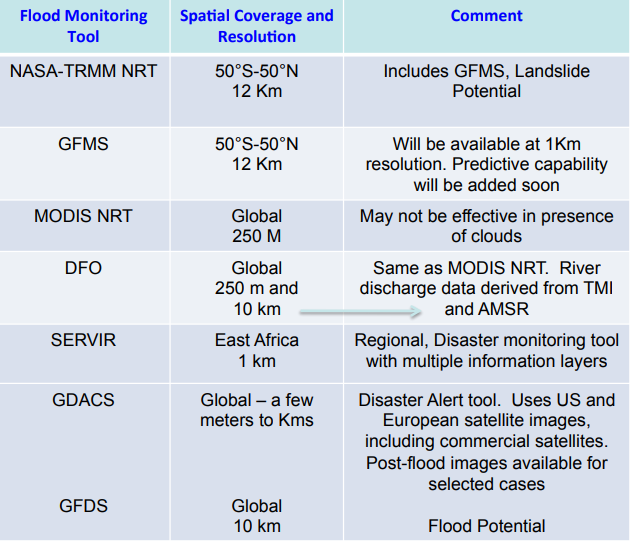 Flood Monitoring
Tool
Spatial Coverage and
Resolution
Comment
NASA-TRMM NRT
50°S-50°N
12 Km
Includes GFMS, Landslide
Potential
GFMS
50°S-50°N
12 Km
Will be available at 1Km
resolution. Predictive capability
will be added soon
MODIS NRT
Global
250 M
May not be effective in presence
of clouds
DFO
Global
250 m and
10 km
Same as MODIS NRT.  River
discharge data derived from TMI
and AMSR
SERVIR
East Africa
1 km
Regional, Disaster monitoring tool
with multiple information layers
GDACS
Global – a few
meters to Kms
Disaster Alert tool.  Uses US and
European satellite images,
including commercial satellites.
Post-flood images available for
selected cases
GFDS
Global
10 km
Flood Potential